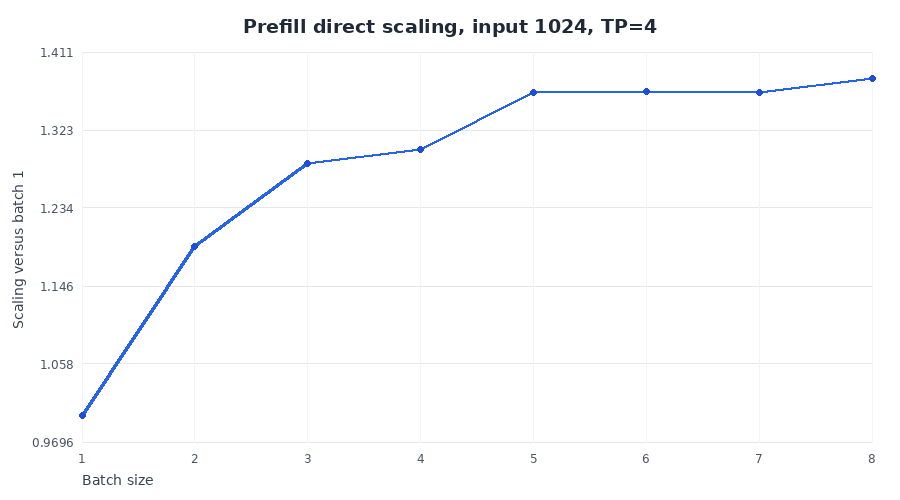 Prefill direct scaling, input 1024, TP=4
1.411
1.323
1.234
1.146
1.058
0.9696
Scaling versus batch 1
1 2 3 4 5 6 7 8
Batch size